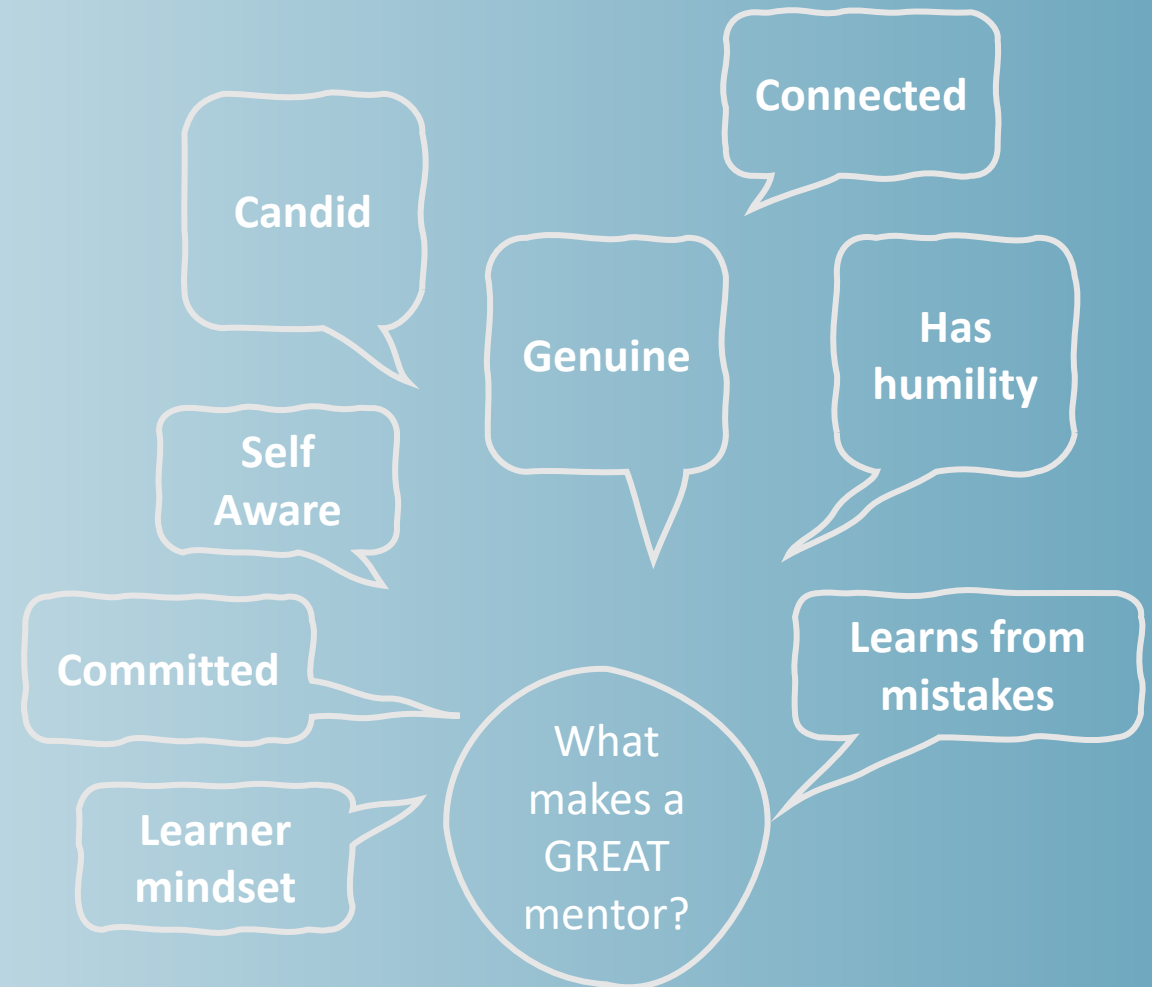 Connected
Candid
Genuine
Has
humility
Self
Aware
Committed
Learns from
mistakes
Learner
mindset
What
makes a
GREAT
mentor?